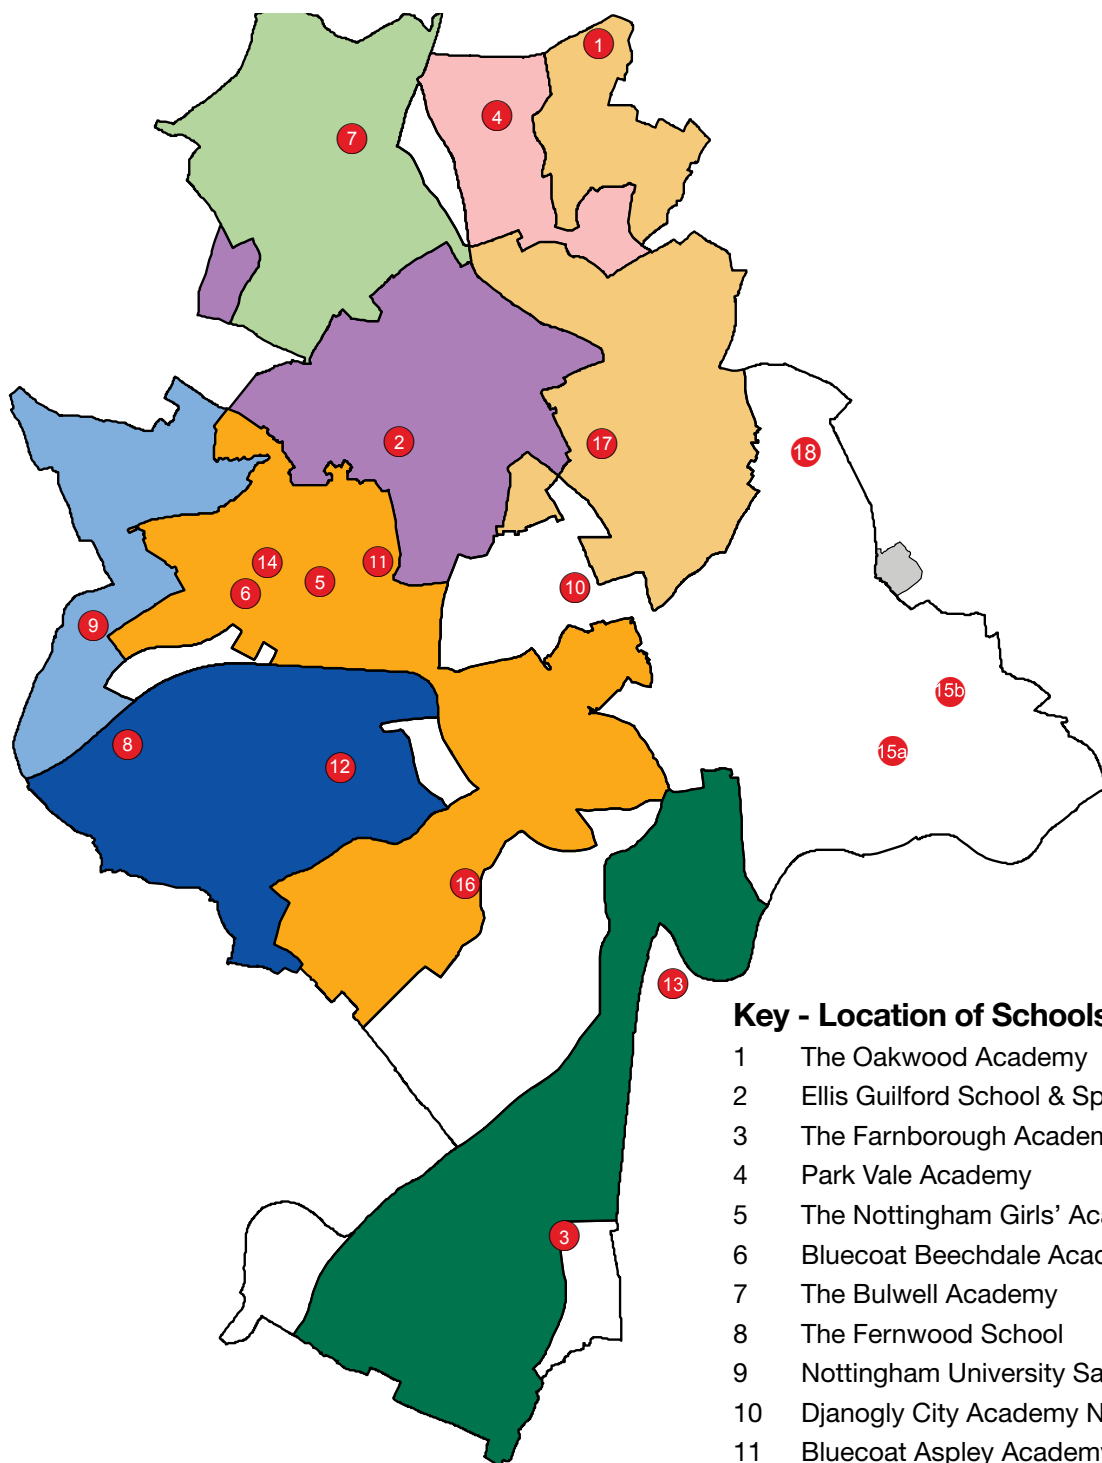 1
4
7
2
17
18
14
11
5
6
10
9
15b
8
15a
12
16
13
3
Key - Location of Schools
1 The Oakwood Academy
2 Ellis Guilford School & Sp
3 The Farnborough Academ
4 Park Vale Academy
5 The Nottingham Girls’ Aca
6 Bluecoat Beechdale Acad
7 The Bulwell Academy
8 The Fernwood School
9 Nottingham University Sa
10 Djanogly City Academy N
11 Bluecoat Aspley Academy